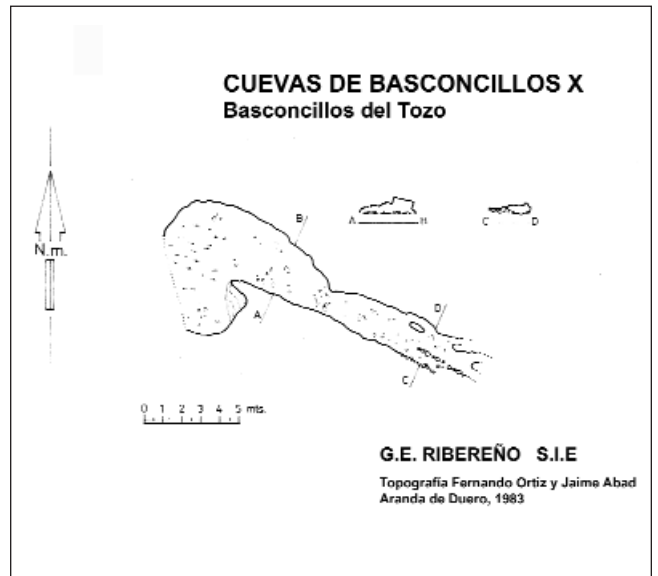 CUEVAS DE BASCONCILLOS X
Basconcillos del Tozo
B
A H
C D
N.m.
A
D
C
0 1 2 3 4 5 mts.
G.E. RIBEREÑO S.I.E
Topografía Fernando Ortiz y Jaime Abad
Aranda de Duero, 1983